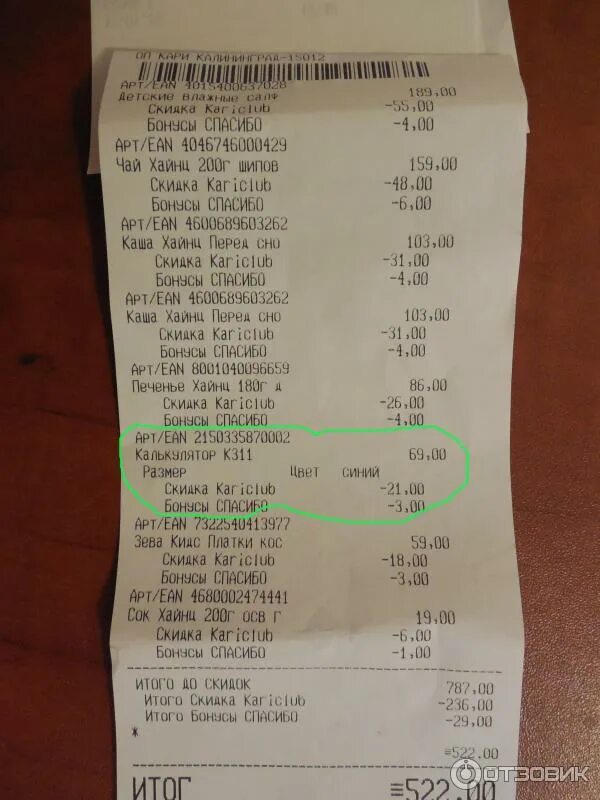 ОП КАРИ КАЛИНИНГРАД-15012
АРТ/EAN 4015400637028
Детские влажные салф 189,00
Скидка Kariclub -55,00
Бонусы СПАСИБО -4,00
АРТ/EAN 4046746000429
Чай Хайнц 200г шипов 159,00
Скидка Kariclub -48,00
Бонусы СПАСИБО -6,00
АРТ/EAN 4600689603262
Каша Хайнц Перед сно 103,00
Скидка Kariclub -31,00
Бонусы СПАСИБО -4,00
АРТ/EAN 4600689603262
Каша Хайнц Перед сно 103,00
Скидка Kariclub -31,00
Бонусы СПАСИБО -4,00
АРТ/EAN 8001040096659
Печенье Хайнц 180г д 86,00
Скидка Kariclub -26,00
Бонусы СПАСИБО -4,00
АРТ/EAN 2150335870002
Калькулятор К311 69,00
Размер Цвет синий
Скидка Kariclub -21,00
Бонусы СПАСИБО -3,00
АРТ/EAN 7322540413977
Зева Кидс Платки кос 59,00
Скидка Kariclub -18,00
Бонусы СПАСИБО -3,00
АРТ/EAN 4680002474441
Сок Хайнц 200г осв г 19,00
Скидка Kariclub -6,00
Бонусы СПАСИБО -1,00
ИТОГО ДО СКИДОК 787,00
Итого Скидка Kariclub -236,00
Итого Бонусы СПАСИБО -29,00
*
≡522.00
ИТОГ ≡522.00
ОТЗОВИК